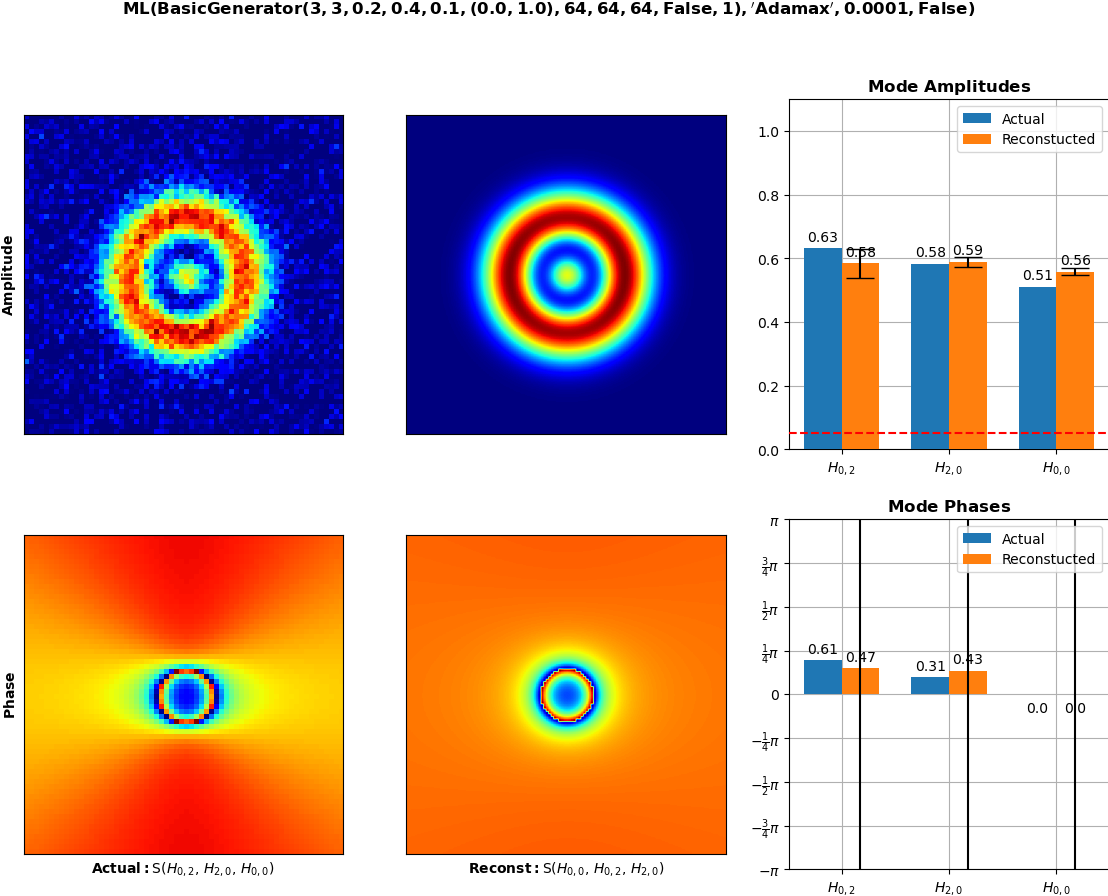 ML(BasicGenerator(3, 3, 0.2, 0.4, 0.1, (0.0, 1.0), 64, 64, 64, False, 1), ′Adamax′, 0.0001, False)
Amplitude
Mode Amplitudes
Actual
Reconstucted
1.0
0.8
0.6
0.4
0.2
0.0
0.63
0.58
0.58
0.59
0.51
0.56
H₀,₂
H₂,₀
H₀,₀
Phase
Actual: S(H₀,₂, H₂,₀, H₀,₀)
Reconst: S(H₀,₀, H₀,₂, H₂,₀)
Mode Phases
Actual
Reconstucted
π
3/4π
1/2π
1/4π
0
−1/4π
−1/2π
−3/4π
−π
0.61
0.47
0.31
0.43
0.0
0.0
H₀,₂
H₂,₀
H₀,₀